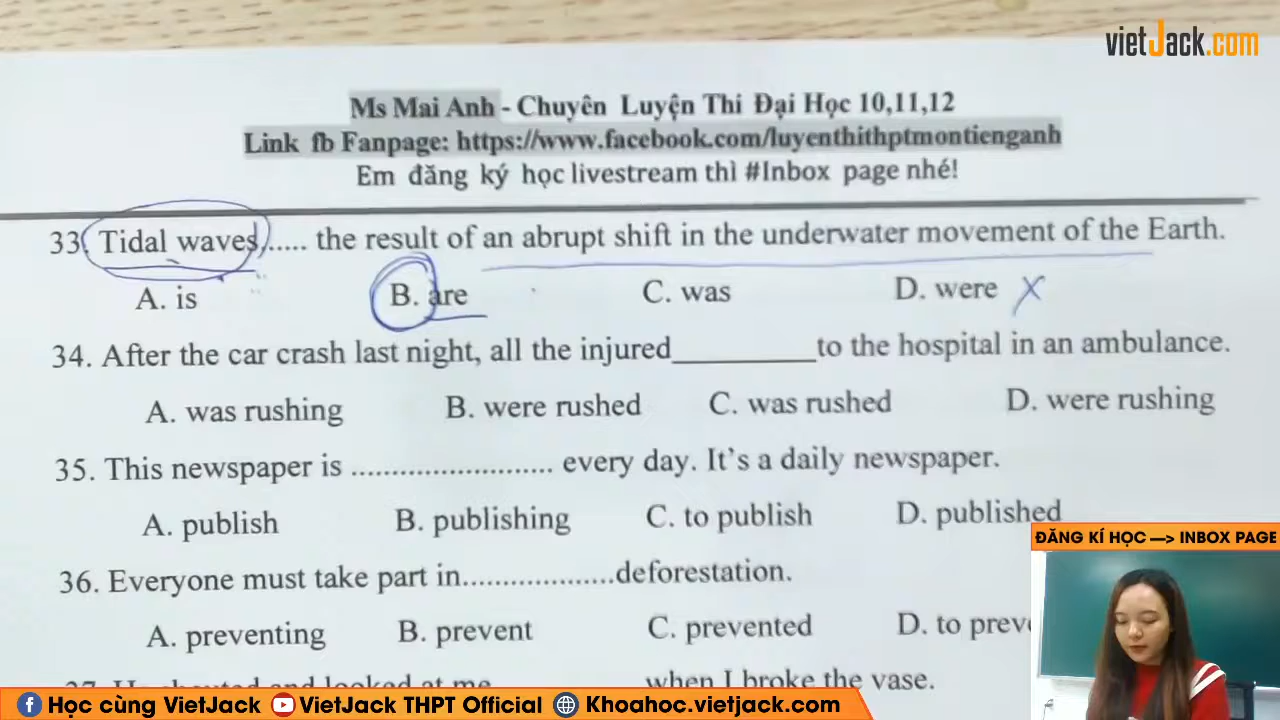 vietJack.com
Ms Mai Anh - Chuyên Luyện Thi Đại Học 10,11,12
Link fb Fanpage: https://www.facebook.com/luyenthithptmontienganh
Em đăng ký học livestream thì #Inbox page nhé!
33. Tidal waves,..... the result of an abrupt shift in the underwater movement of the Earth.
A. is B. are C. was D. were X
34. After the car crash last night, all the injured__________to the hospital in an ambulance.
A. was rushing B. were rushed C. was rushed D. were rushing
35. This newspaper is ........................ every day. It's a daily newspaper.
A. publish B. publishing C. to publish D. published
ĐĂNG KÍ HỌC —> INBOX PAGE
36. Everyone must take part in..................deforestation.
A. preventing B. prevent C. prevented D. to prev
when I broke the vase.
Học cùng VietJack VietJack THPT Official Khoahoc.vietjack.com